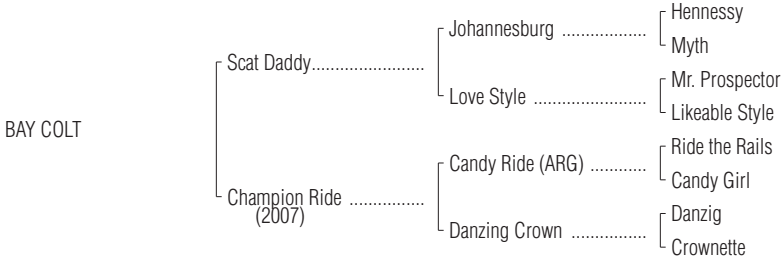 Hennessy
Johannesburg ..................
Myth
Scat Daddy........................
Mr. Prospector
Love Style ........................
Likeable Style
BAY COLT
Ride the Rails
Candy Ride (ARG) ............
Candy Girl
Champion Ride ................
(2007)
Danzig
Danzing Crown ................
Crownette